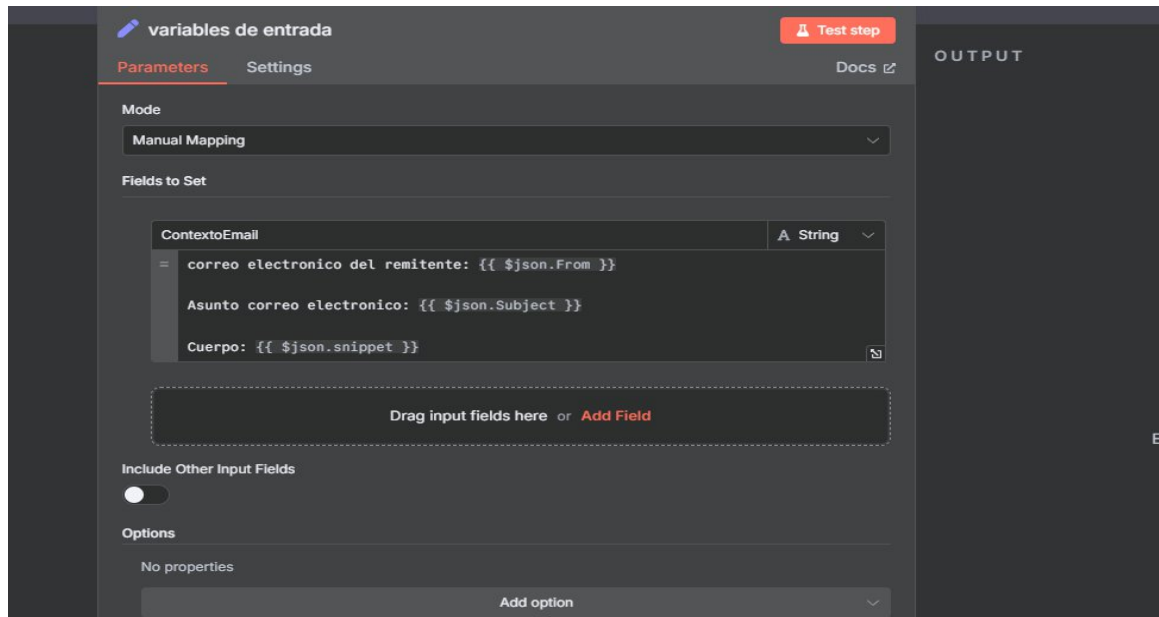 variables de entrada
Test step
OUTPUT
Parameters
Settings
Docs
Mode
Manual Mapping
Fields to Set
ContextoEmail
A String
= correo electronico del remitente: {{ $json.From }}
Asunto correo electronico: {{ $json.Subject }}
Cuerpo: {{ $json.snippet }}
Drag input fields here or Add Field
Include Other Input Fields
Options
No properties
Add option